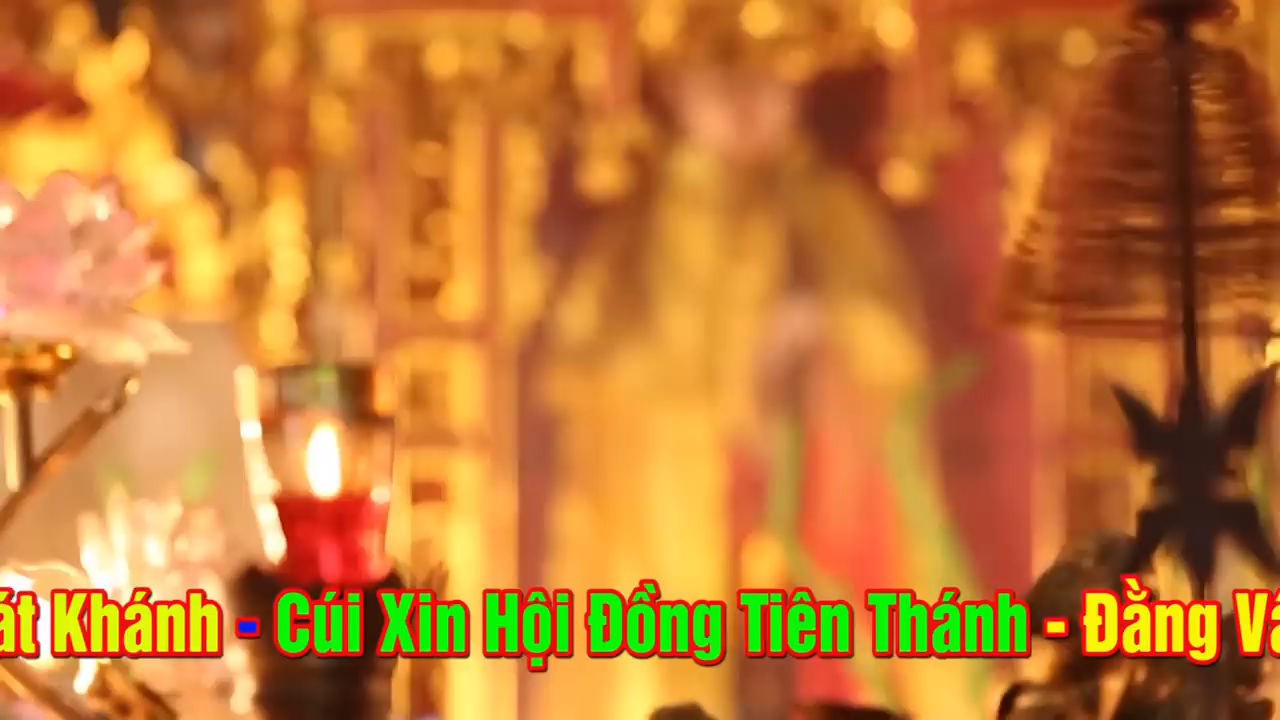 Khánh - Cúi Xin Hội Đồng Tiên Thánh - Đằng